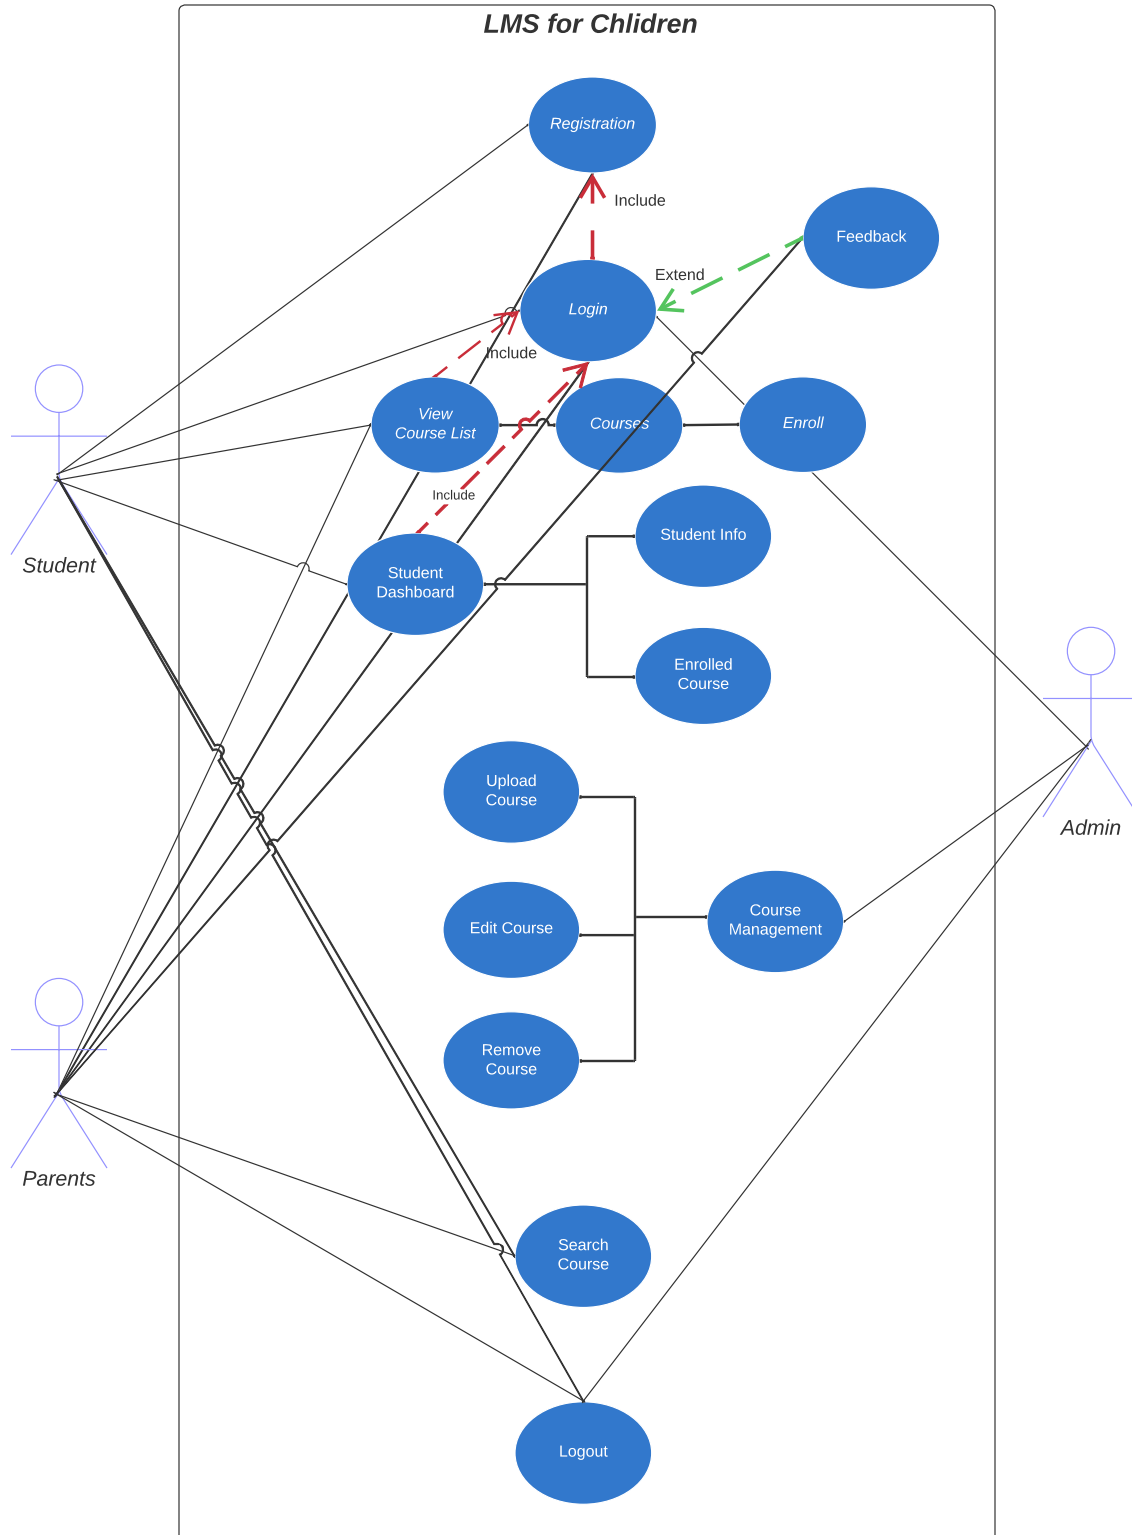 LMS for Chlidren
Registration
Include
Feedback
Extend
Login
Include
View
Course List
Courses
Enroll
Include
Student Info
Student
Dashboard
Student
Enrolled
Course
Upload
Course
Admin
Course
Management
Edit Course
Remove
Course
Parents
Search
Course
Logout